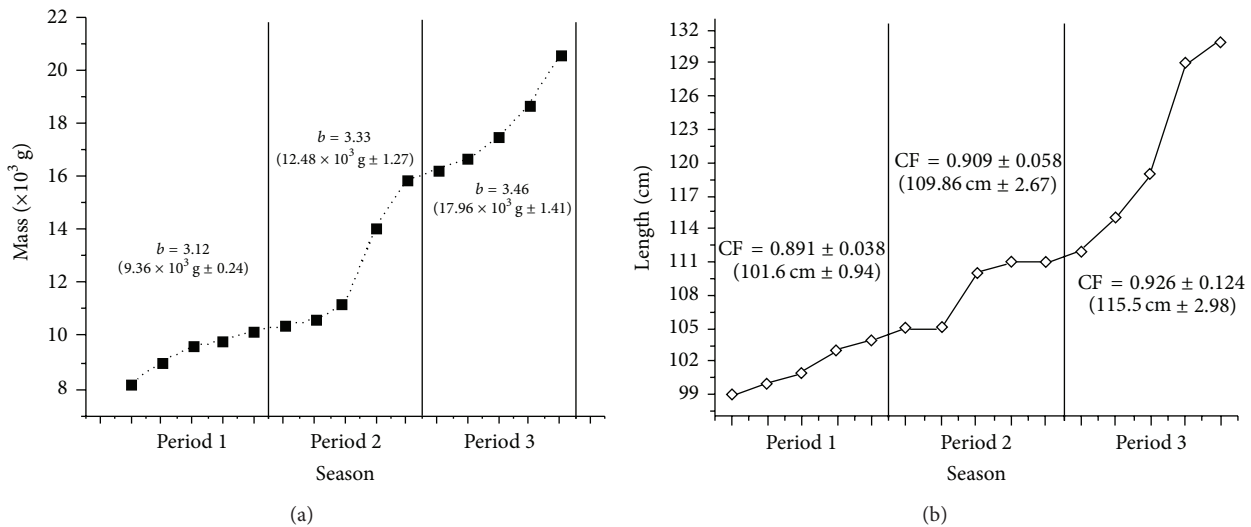 22
20
18
16
14
12
10
8
Mass (×10³ g)
b = 3.12
(9.36 × 10³ g ± 0.24)
b = 3.33
(12.48 × 10³ g ± 1.27)
b = 3.46
(17.96 × 10³ g ± 1.41)
Period 1 Period 2 Period 3
Season
(a)
132
129
126
123
120
117
114
111
108
105
102
99
Length (cm)
CF = 0.891 ± 0.038
(101.6 cm ± 0.94)
CF = 0.909 ± 0.058
(109.86 cm ± 2.67)
CF = 0.926 ± 0.124
(115.5 cm ± 2.98)
Period 1 Period 2 Period 3
Season
(b)